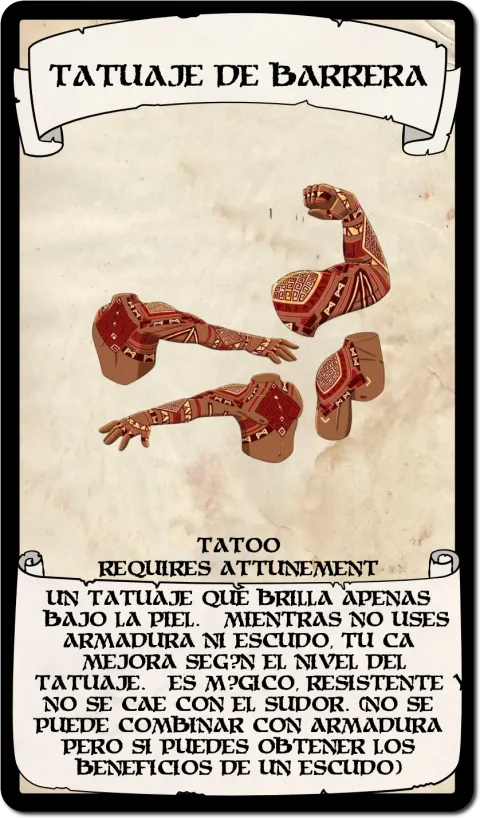 TATUAJE DE BARRERA
TATOO
REQUIRES ATTUNEMENT
UN TATUAJE QUE BRILLA APENAS
BAJO LA PIEL. MIENTRAS NO USES
ARMADURA NI ESCUDO, TU CA
MEJORA SEG?N EL NIVEL DEL
TATUAJE. ES M?GICO, RESISTENTE Y
NO SE CAE CON EL SUDOR. (NO SE
PUEDE COMBINAR CON ARMADURA
PERO SI PUEDES OBTENER LOS
BENEFICIOS DE UN ESCUDO)